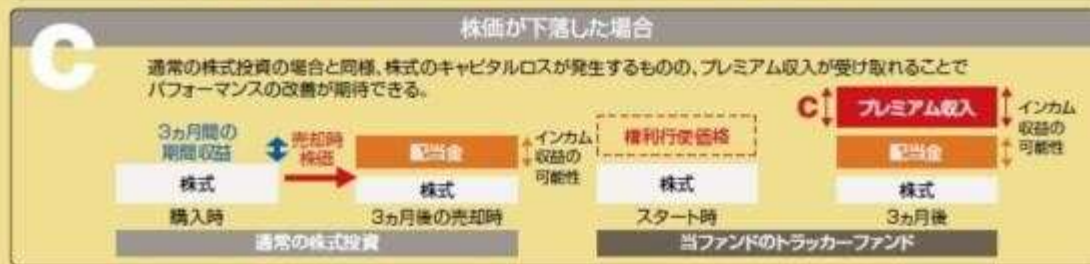 C
株価が下落した場合
通常の株式投資の場合と同様、株式のキャピタルロスが発生するものの、プレミアム収入が受け取れることで
パフォーマンスの改善が期待できる。
3ヵ月間の
期間収益
売却時
株価
株式
購入時
配当金
株式
3ヵ月後の売却時
インカム
収益の
可能性
通常の株式投資
権利行使価格
株式
スタート時
C
プレミアム収入
配当金
株式
3ヵ月後
インカム
収益の
可能性
当ファンドのトラッカーファンド